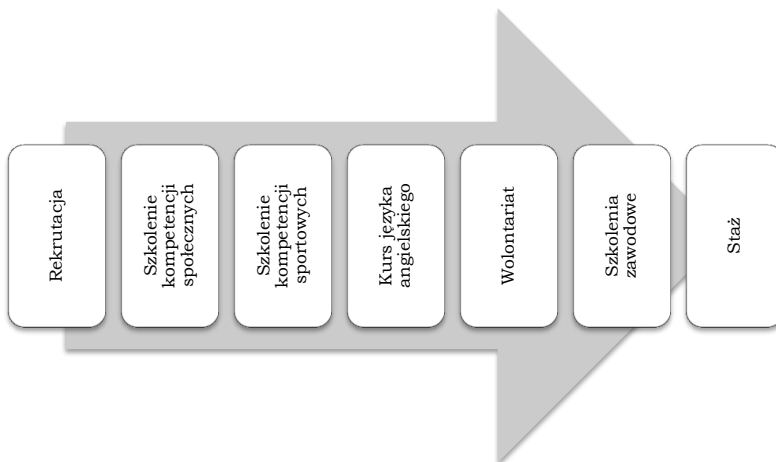 Rekrutacja
Szkolenie
kompetencji
społecznych
Szkolenie
kompetencji
sportowych
Kurs języka
angielskiego
Wolontariat
Szkolenia
zawodowe
Staż